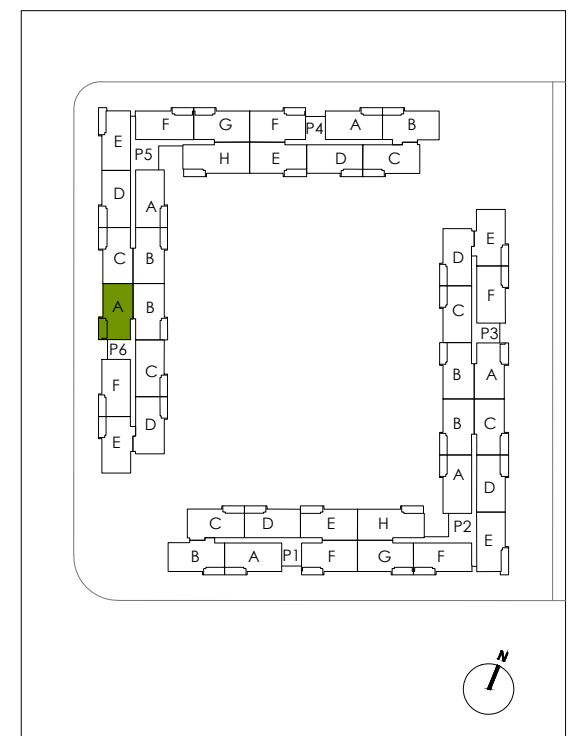 F G F P4 A B
E
P5
H E D C
D
A
C B
A B
P6
C
F
D
E
E
D
F
C
P3
B A
B C
A
D
C D E H
P2
E
B A P1 F G F
N